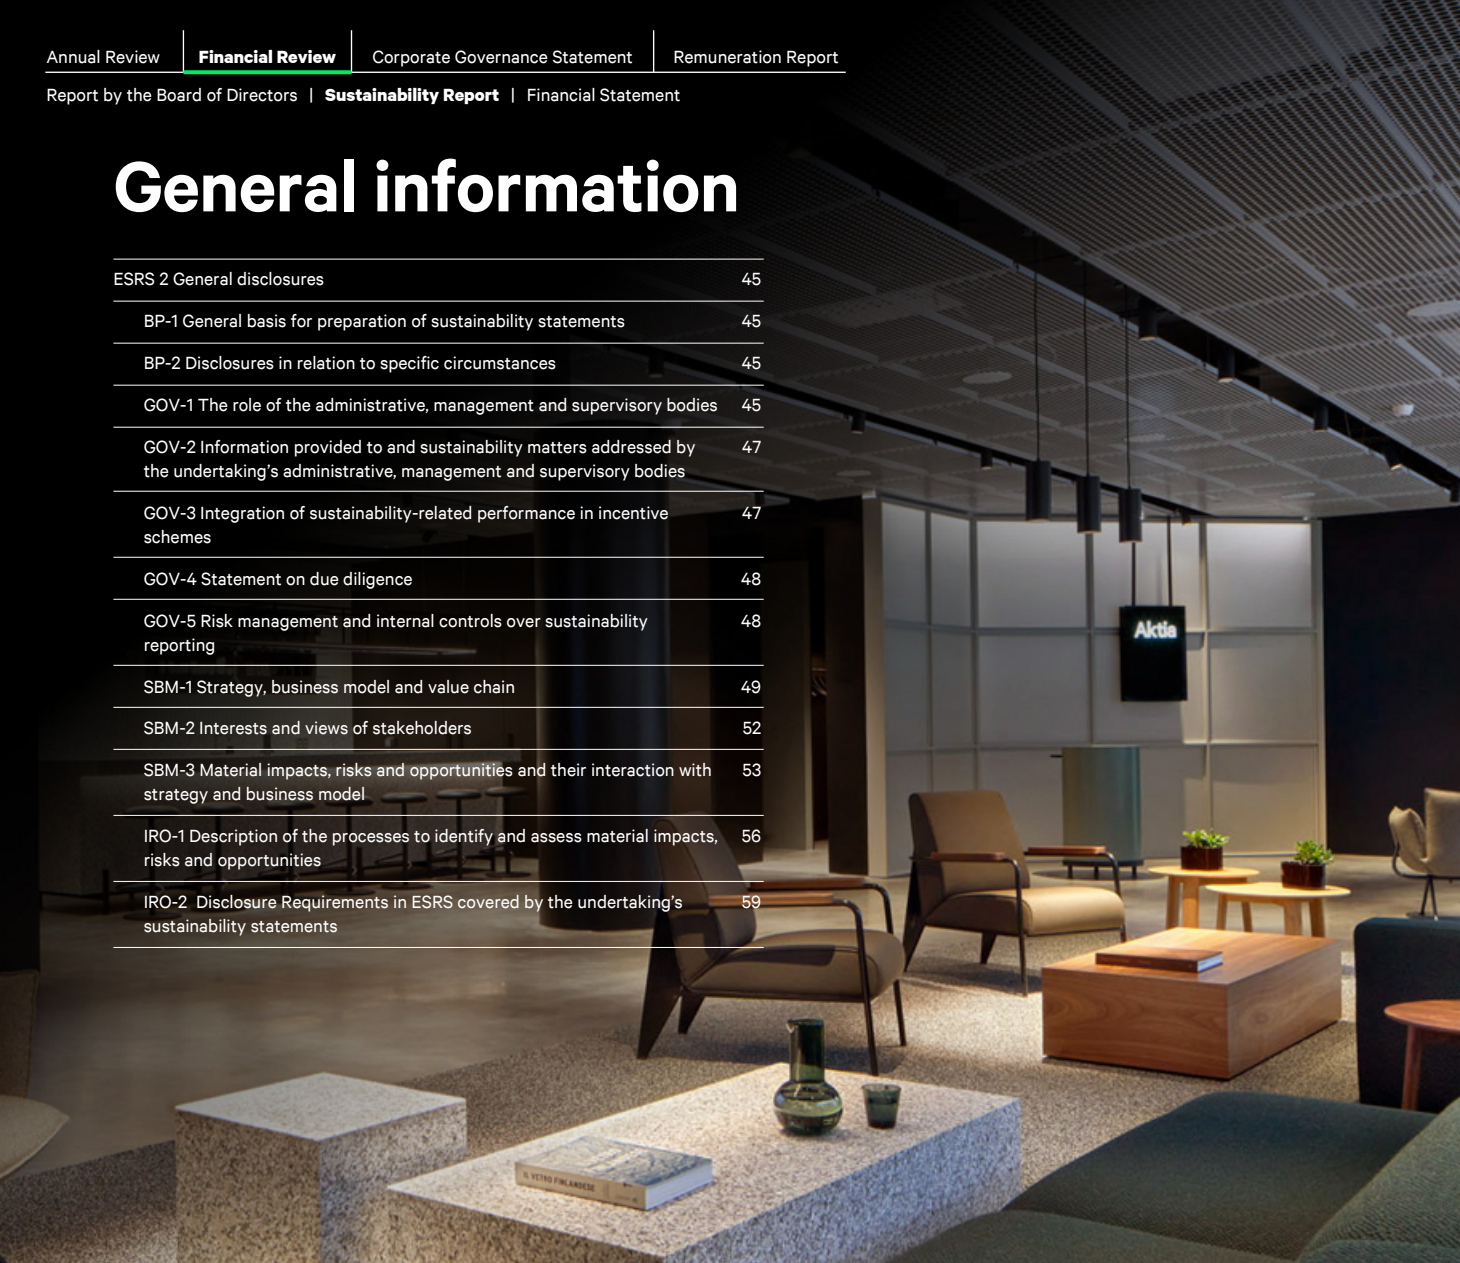 Annual Review
Financial Review
Corporate Governance Statement
Remuneration Report
Report by the Board of Directors | Sustainability Report | Financial Statement
General information
ESRS 2 General disclosures 45
BP-1 General basis for preparation of sustainability statements 45
BP-2 Disclosures in relation to specific circumstances 45
GOV-1 The role of the administrative, management and supervisory bodies 45
GOV-2 Information provided to and sustainability matters addressed by 47
the undertaking’s administrative, management and supervisory bodies
GOV-3 Integration of sustainability-related performance in incentive 47
schemes
GOV-4 Statement on due diligence 48
GOV-5 Risk management and internal controls over sustainability 48
reporting
SBM-1 Strategy, business model and value chain 49
SBM-2 Interests and views of stakeholders 52
SBM-3 Material impacts, risks and opportunities and their interaction with 53
strategy and business model
IRO-1 Description of the processes to identify and assess material impacts, 56
risks and opportunities
IRO-2 Disclosure Requirements in ESRS covered by the undertaking’s 59
sustainability statements
Aktia
IL VETRO FINLANDESE